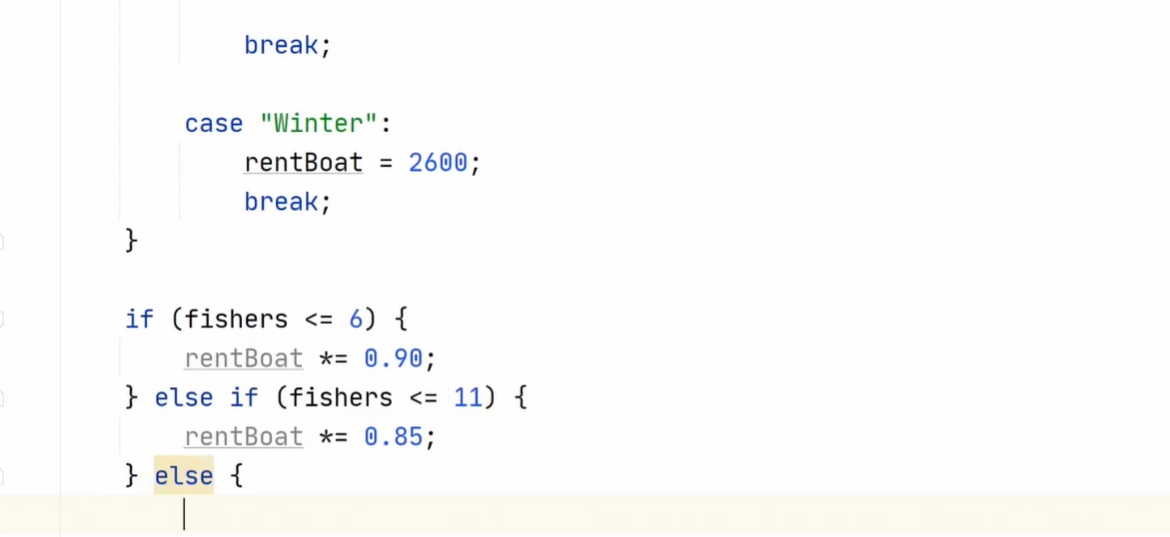 break;
case "Winter":
rentBoat = 2600;
break;
}
if (fishers <= 6) {
rentBoat *= 0.90;
} else if (fishers <= 11) {
rentBoat *= 0.85;
} else {